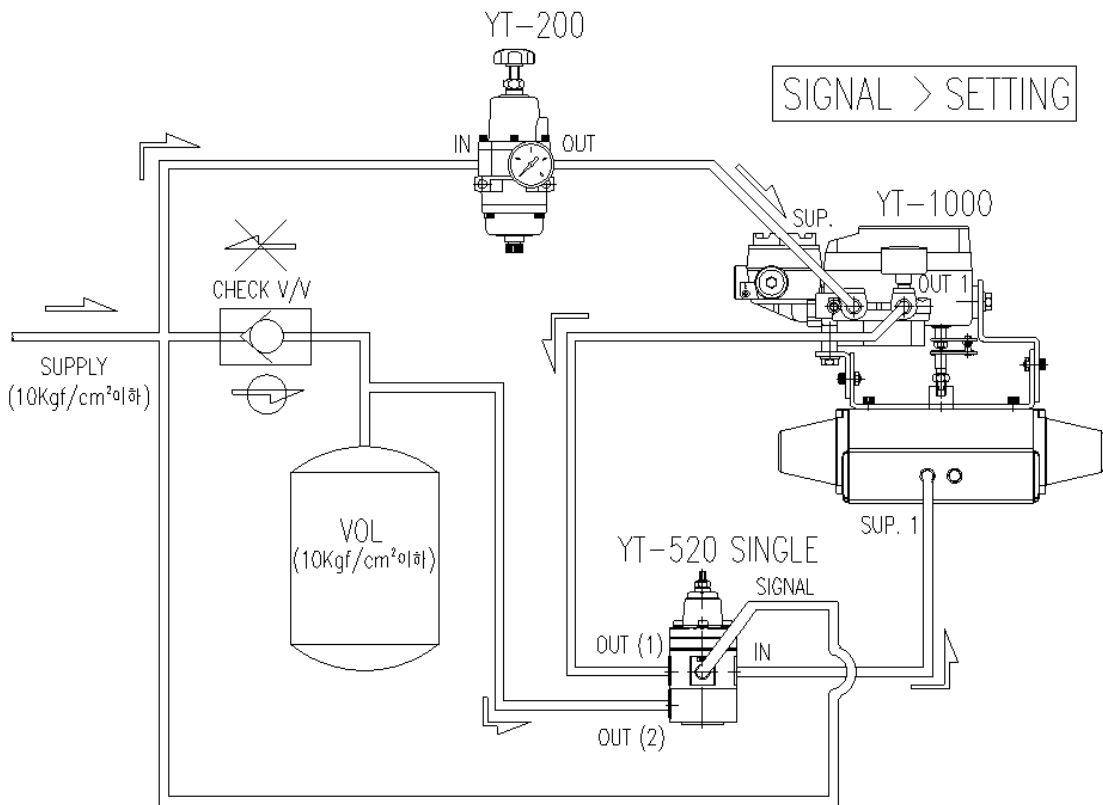 YT-200
SIGNAL > SETTING
IN
OUT
YT-1000
SUP.
OUT 1
CHECK V/V
SUPPLY
(10Kgf/cm²이하)
VOL
(10Kgf/cm²이하)
SUP. 1
YT-520 SINGLE
SIGNAL
OUT (1)
IN
OUT (2)